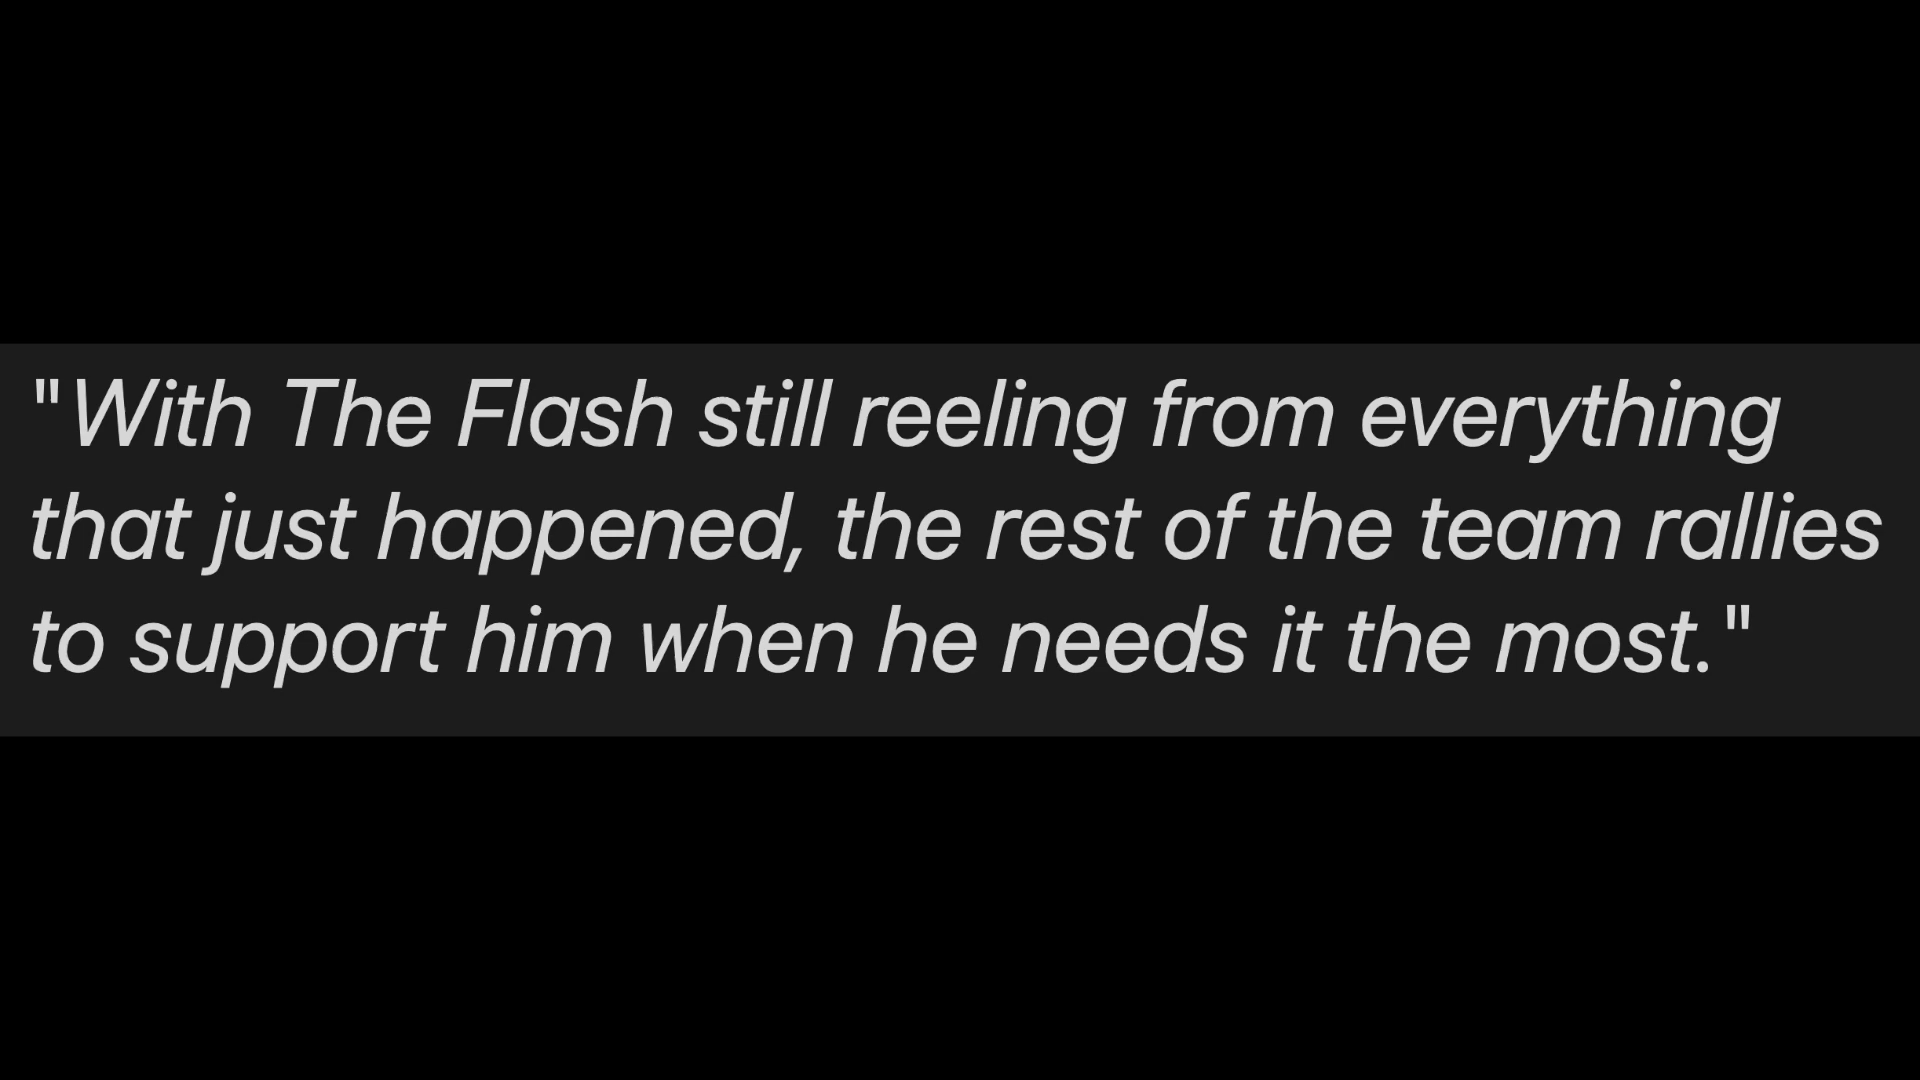 "With The Flash still reeling from everything
that just happened, the rest of the team rallies
to support him when he needs it the most."